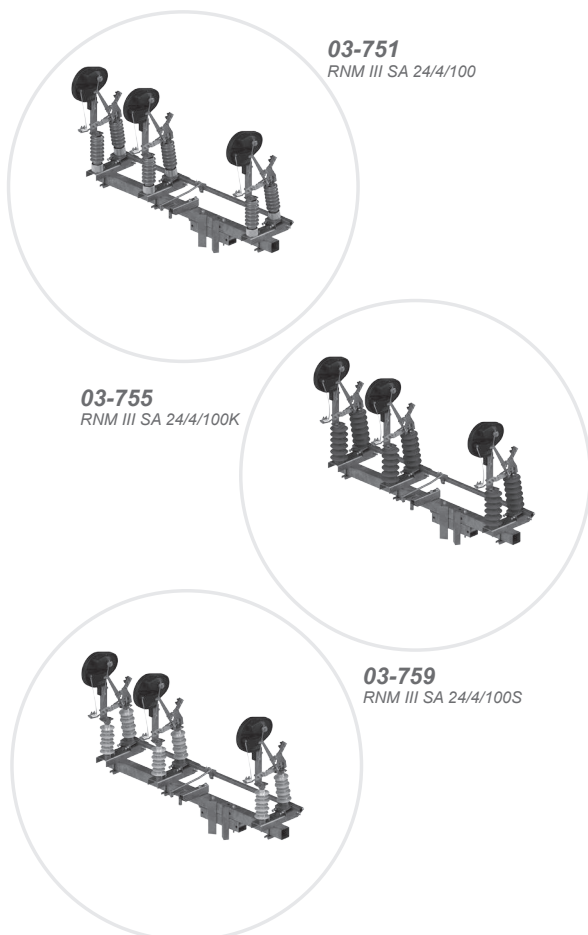 03-751
RNM III SA 24/4/100
03-755
RNM III SA 24/4/100K
03-759
RNM III SA 24/4/100S